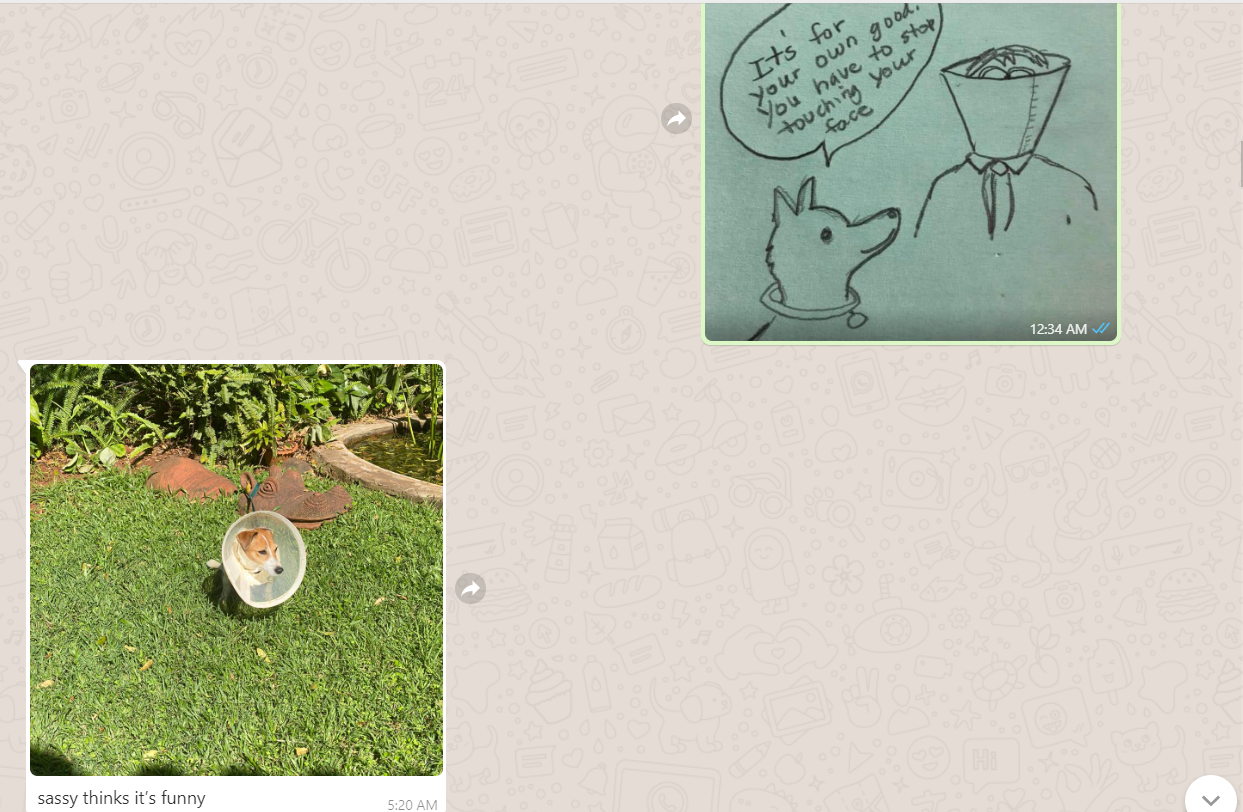 It's for
your own good.
You have to stop
touching your
face
12:34 AM
sassy thinks it's funny
5:20 AM